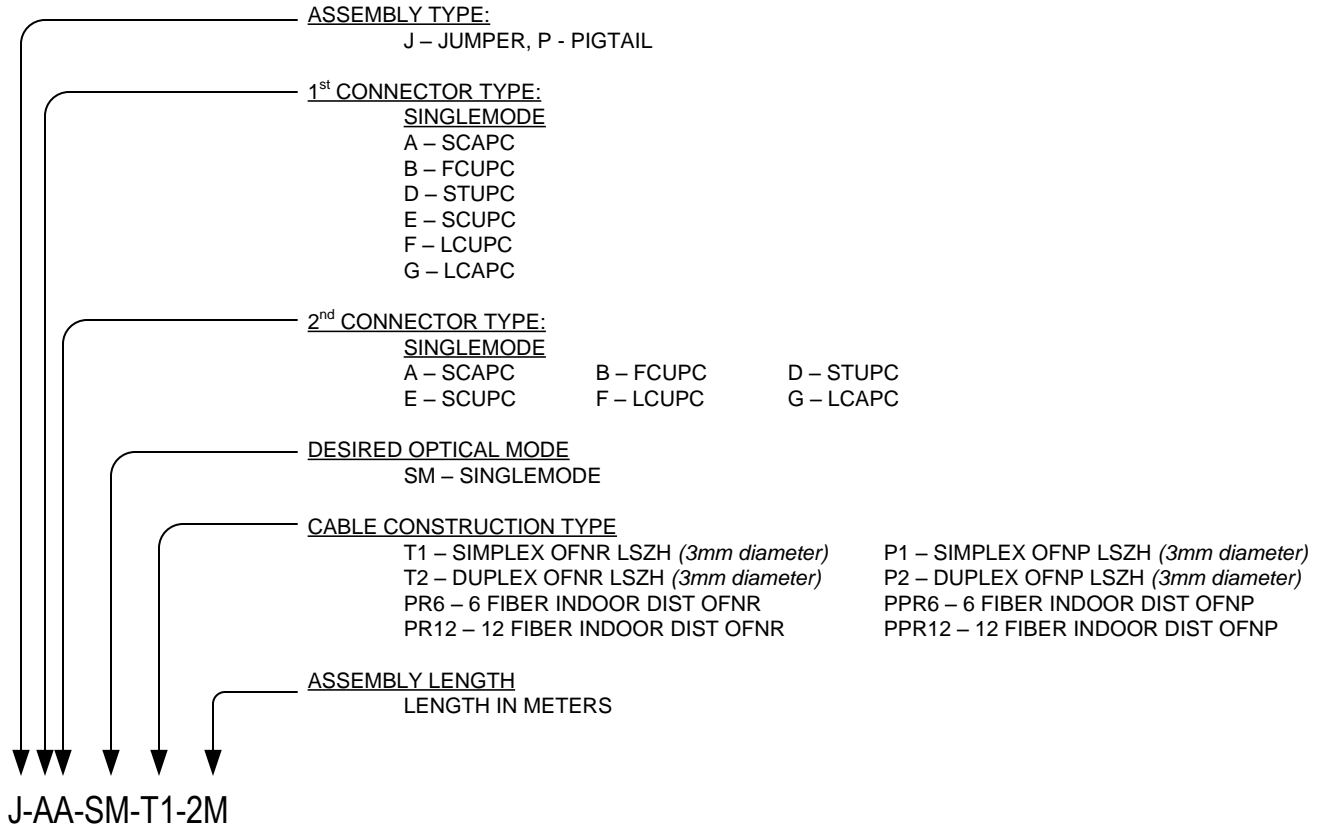 ASSEMBLY TYPE:
J – JUMPER, P - PIGTAIL
1st CONNECTOR TYPE:
SINGLEMODE
A – SCAPC
B – FCUPC
D – STUPC
E – SCUPC
F – LCUPC
G – LCAPC
2nd CONNECTOR TYPE:
SINGLEMODE
A – SCAPC B – FCUPC D – STUPC
E – SCUPC F – LCUPC G – LCAPC
DESIRED OPTICAL MODE
SM – SINGLEMODE
CABLE CONSTRUCTION TYPE
T1 – SIMPLEX OFNR LSZH (3mm diameter) P1 – SIMPLEX OFNP LSZH (3mm diameter)
T2 – DUPLEX OFNR LSZH (3mm diameter) P2 – DUPLEX OFNP LSZH (3mm diameter)
PR6 – 6 FIBER INDOOR DIST OFNR PPR6 – 6 FIBER INDOOR DIST OFNP
PR12 – 12 FIBER INDOOR DIST OFNR PPR12 – 12 FIBER INDOOR DIST OFNP
ASSEMBLY LENGTH
LENGTH IN METERS
J-AA-SM-T1-2M